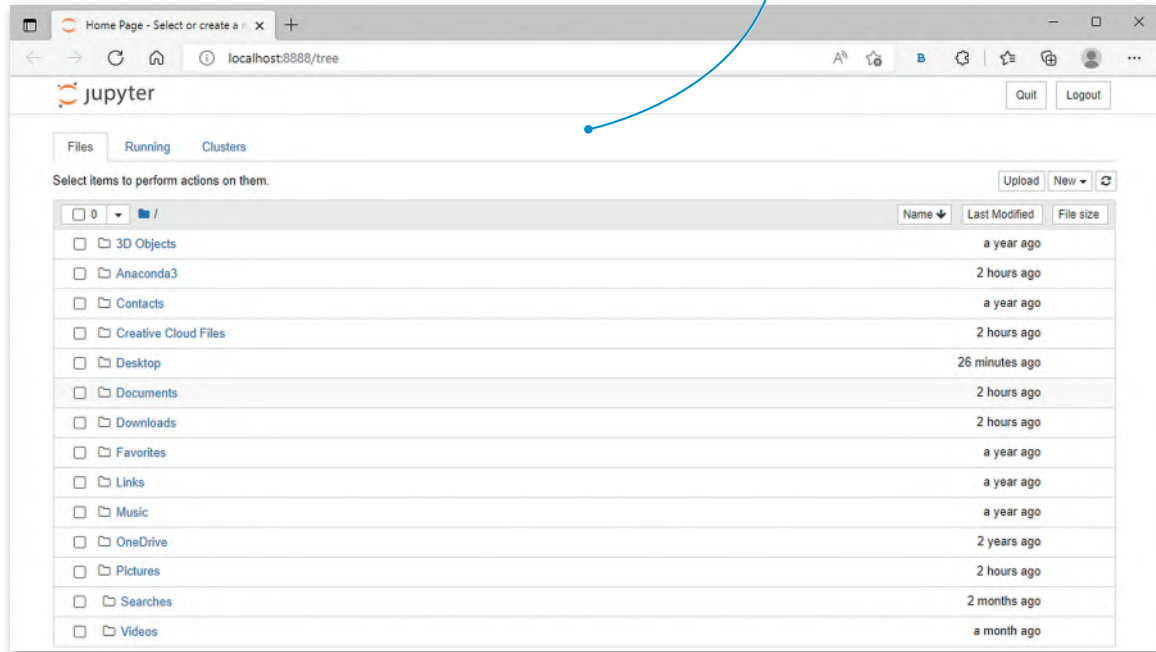 Home Page - Select or create a n
localhost:8888/tree
B
jupyter
Quit Logout
Files Running Clusters
Select items to perform actions on them.
Upload New
0 / Name Last Modified File size
3D Objects a year ago
Anaconda3 2 hours ago
Contacts a year ago
Creative Cloud Files 2 hours ago
Desktop 26 minutes ago
Documents 2 hours ago
Downloads 2 hours ago
Favorites a year ago
Links a year ago
Music a year ago
OneDrive 2 years ago
Pictures 2 hours ago
Searches 2 months ago
Videos a month ago